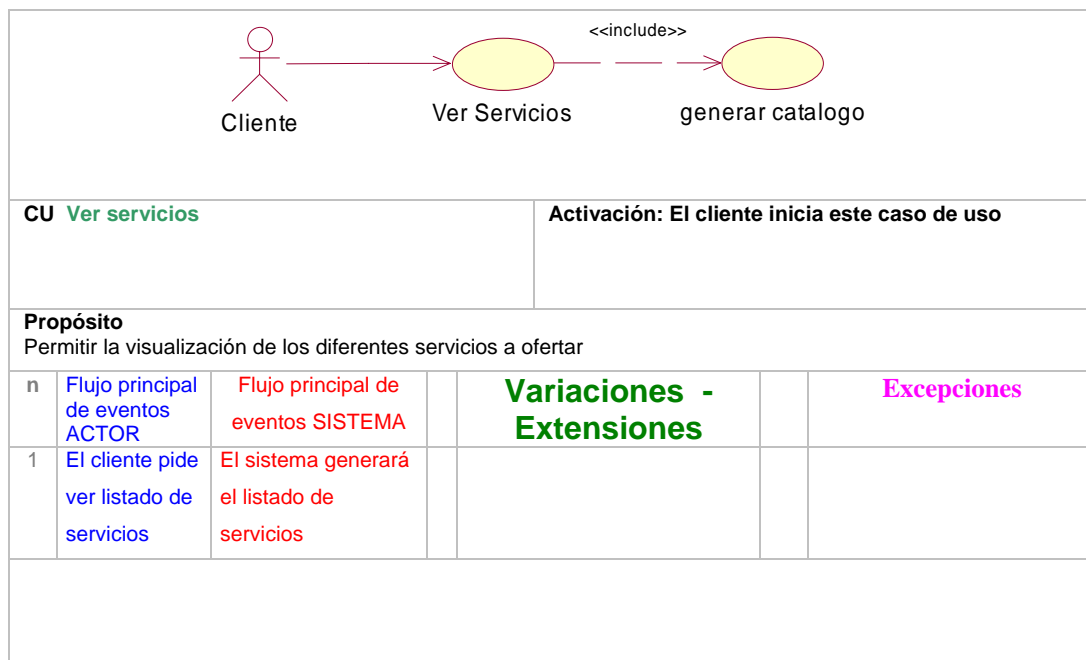 <<include>>
Cliente
Ver Servicios
generar catalogo
CU Ver servicios
Activación: El cliente inicia este caso de uso
Propósito
Permitir la visualización de los diferentes servicios a ofertar
n
Flujo principal
de eventos
ACTOR
Flujo principal de
eventos SISTEMA
Variaciones -
Extensiones
Excepciones
1
El cliente pide
ver listado de
servicios
El sistema generará
el listado de
servicios